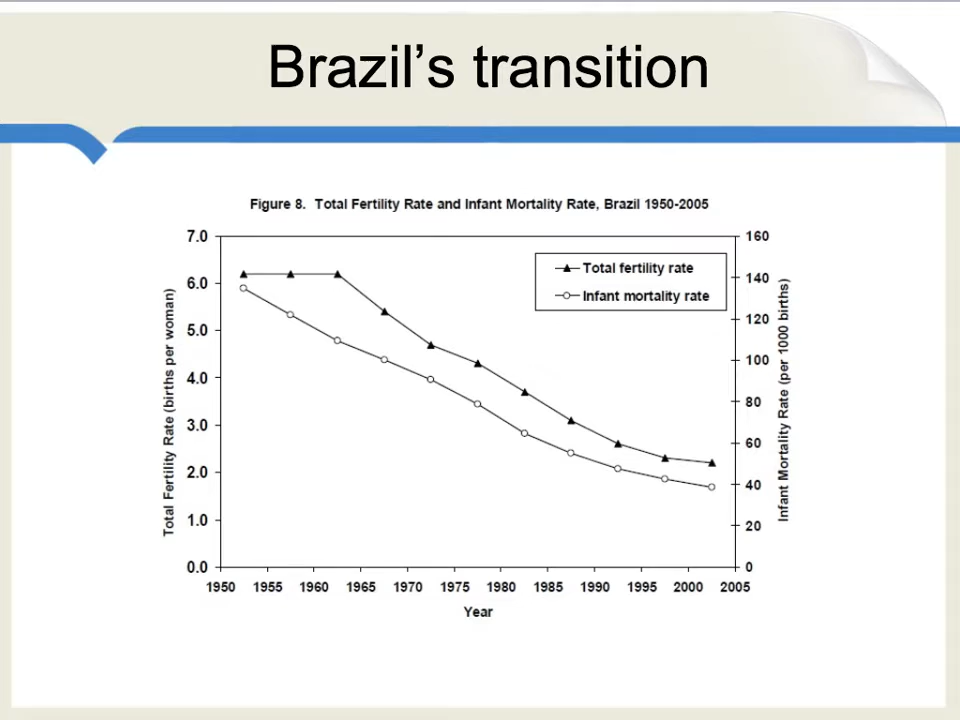 Brazil's transition
Figure 8.  Total Fertility Rate and Infant Mortality Rate, Brazil 1950-2005
Total Fertility Rate (births per woman)
7.0
6.0
5.0
4.0
3.0
2.0
1.0
0.0
Total fertility rate
Infant mortality rate
160
140
120
100
80
60
40
20
0
Infant Mortality Rate (per 1000 births)
1950 1955 1960 1965 1970 1975 1980 1985 1990 1995 2000 2005
Year